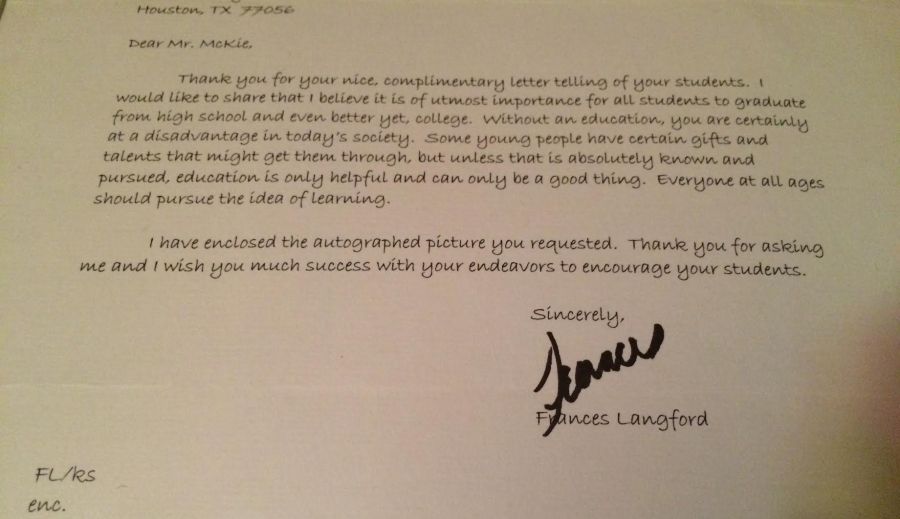 Houston, TX 77056
Dear Mr. McKie,
Thank you for your nice, complimentary letter telling of your students. I
would like to share that I believe it is of utmost importance for all students to graduate
from high school and even better yet, college. Without an education, you are certainly
at a disadvantage in today's society. Some young people have certain gifts and
talents that might get them through, but unless that is absolutely known and
pursued, education is only helpful and can only be a good thing. Everyone at all ages
should pursue the idea of learning.
I have enclosed the autographed picture you requested. Thank you for asking
me and I wish you much success with your endeavors to encourage your students.
Sincerely,
Frances
Frances Langford
FL/ks
enc.